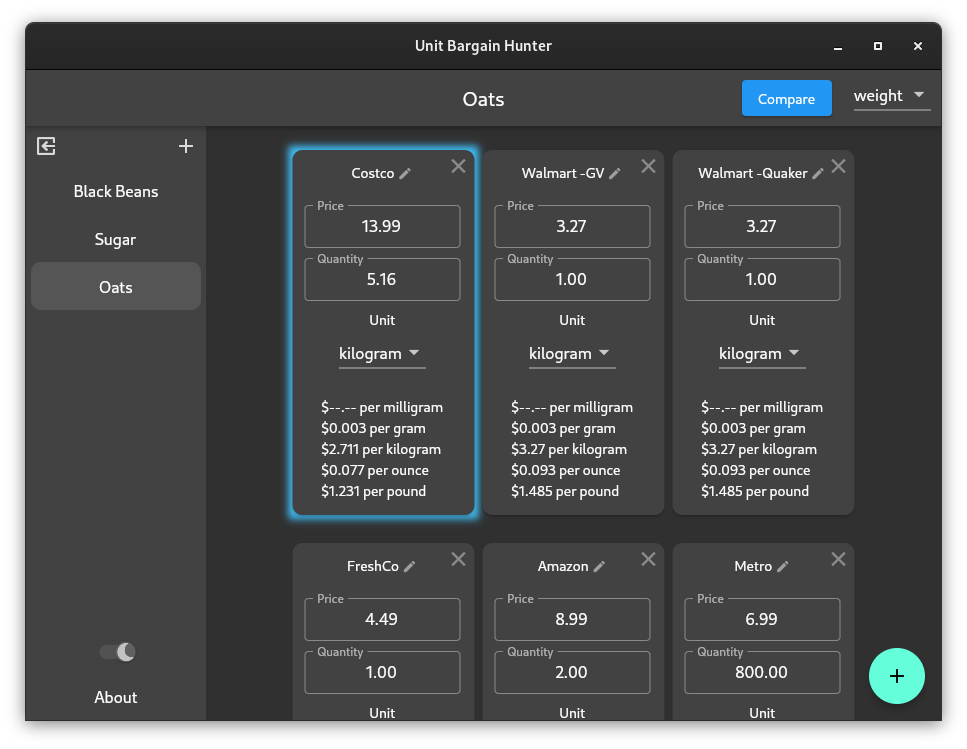 Unit Bargain Hunter
Oats
Compare
weight
Black Beans
Sugar
Oats
About
Costco
Price
13.99
Quantity
5.16
Unit
kilogram
$--.-- per milligram
$0.003 per gram
$2.711 per kilogram
$0.077 per ounce
$1.231 per pound
Walmart -GV
Price
3.27
Quantity
1.00
Unit
kilogram
$--.-- per milligram
$0.003 per gram
$3.27 per kilogram
$0.093 per ounce
$1.485 per pound
Walmart -Quaker
Price
3.27
Quantity
1.00
Unit
kilogram
$--.-- per milligram
$0.003 per gram
$3.27 per kilogram
$0.093 per ounce
$1.485 per pound
FreshCo
Price
4.49
Quantity
1.00
Unit
Amazon
Price
8.99
Quantity
2.00
Unit
Metro
Price
6.99
Quantity
800.00
Unit